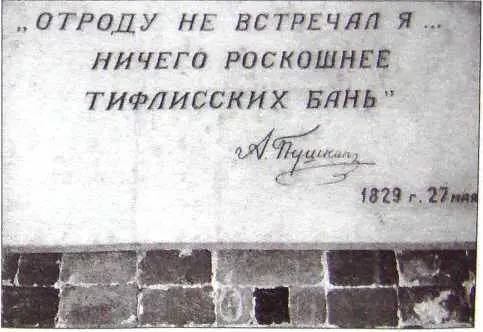 „ОТРОДУ НЕ ВСТРЕЧАЛ Я ...
НИЧЕГО РОСКОШНЕЕ
ТИФЛИССКИХ БАНЬ"
А. Пушкин
1829 г. 27 мая